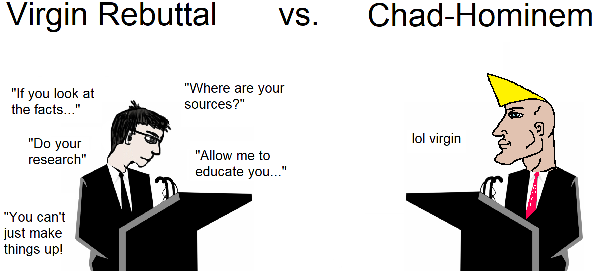 Virgin Rebuttal vs. Chad-Hominem
"If you look at
the facts..."
"Where are your
sources?"
"Do your
research"
"Allow me to
educate you..."
lol virgin
"You can't
just make
things up!